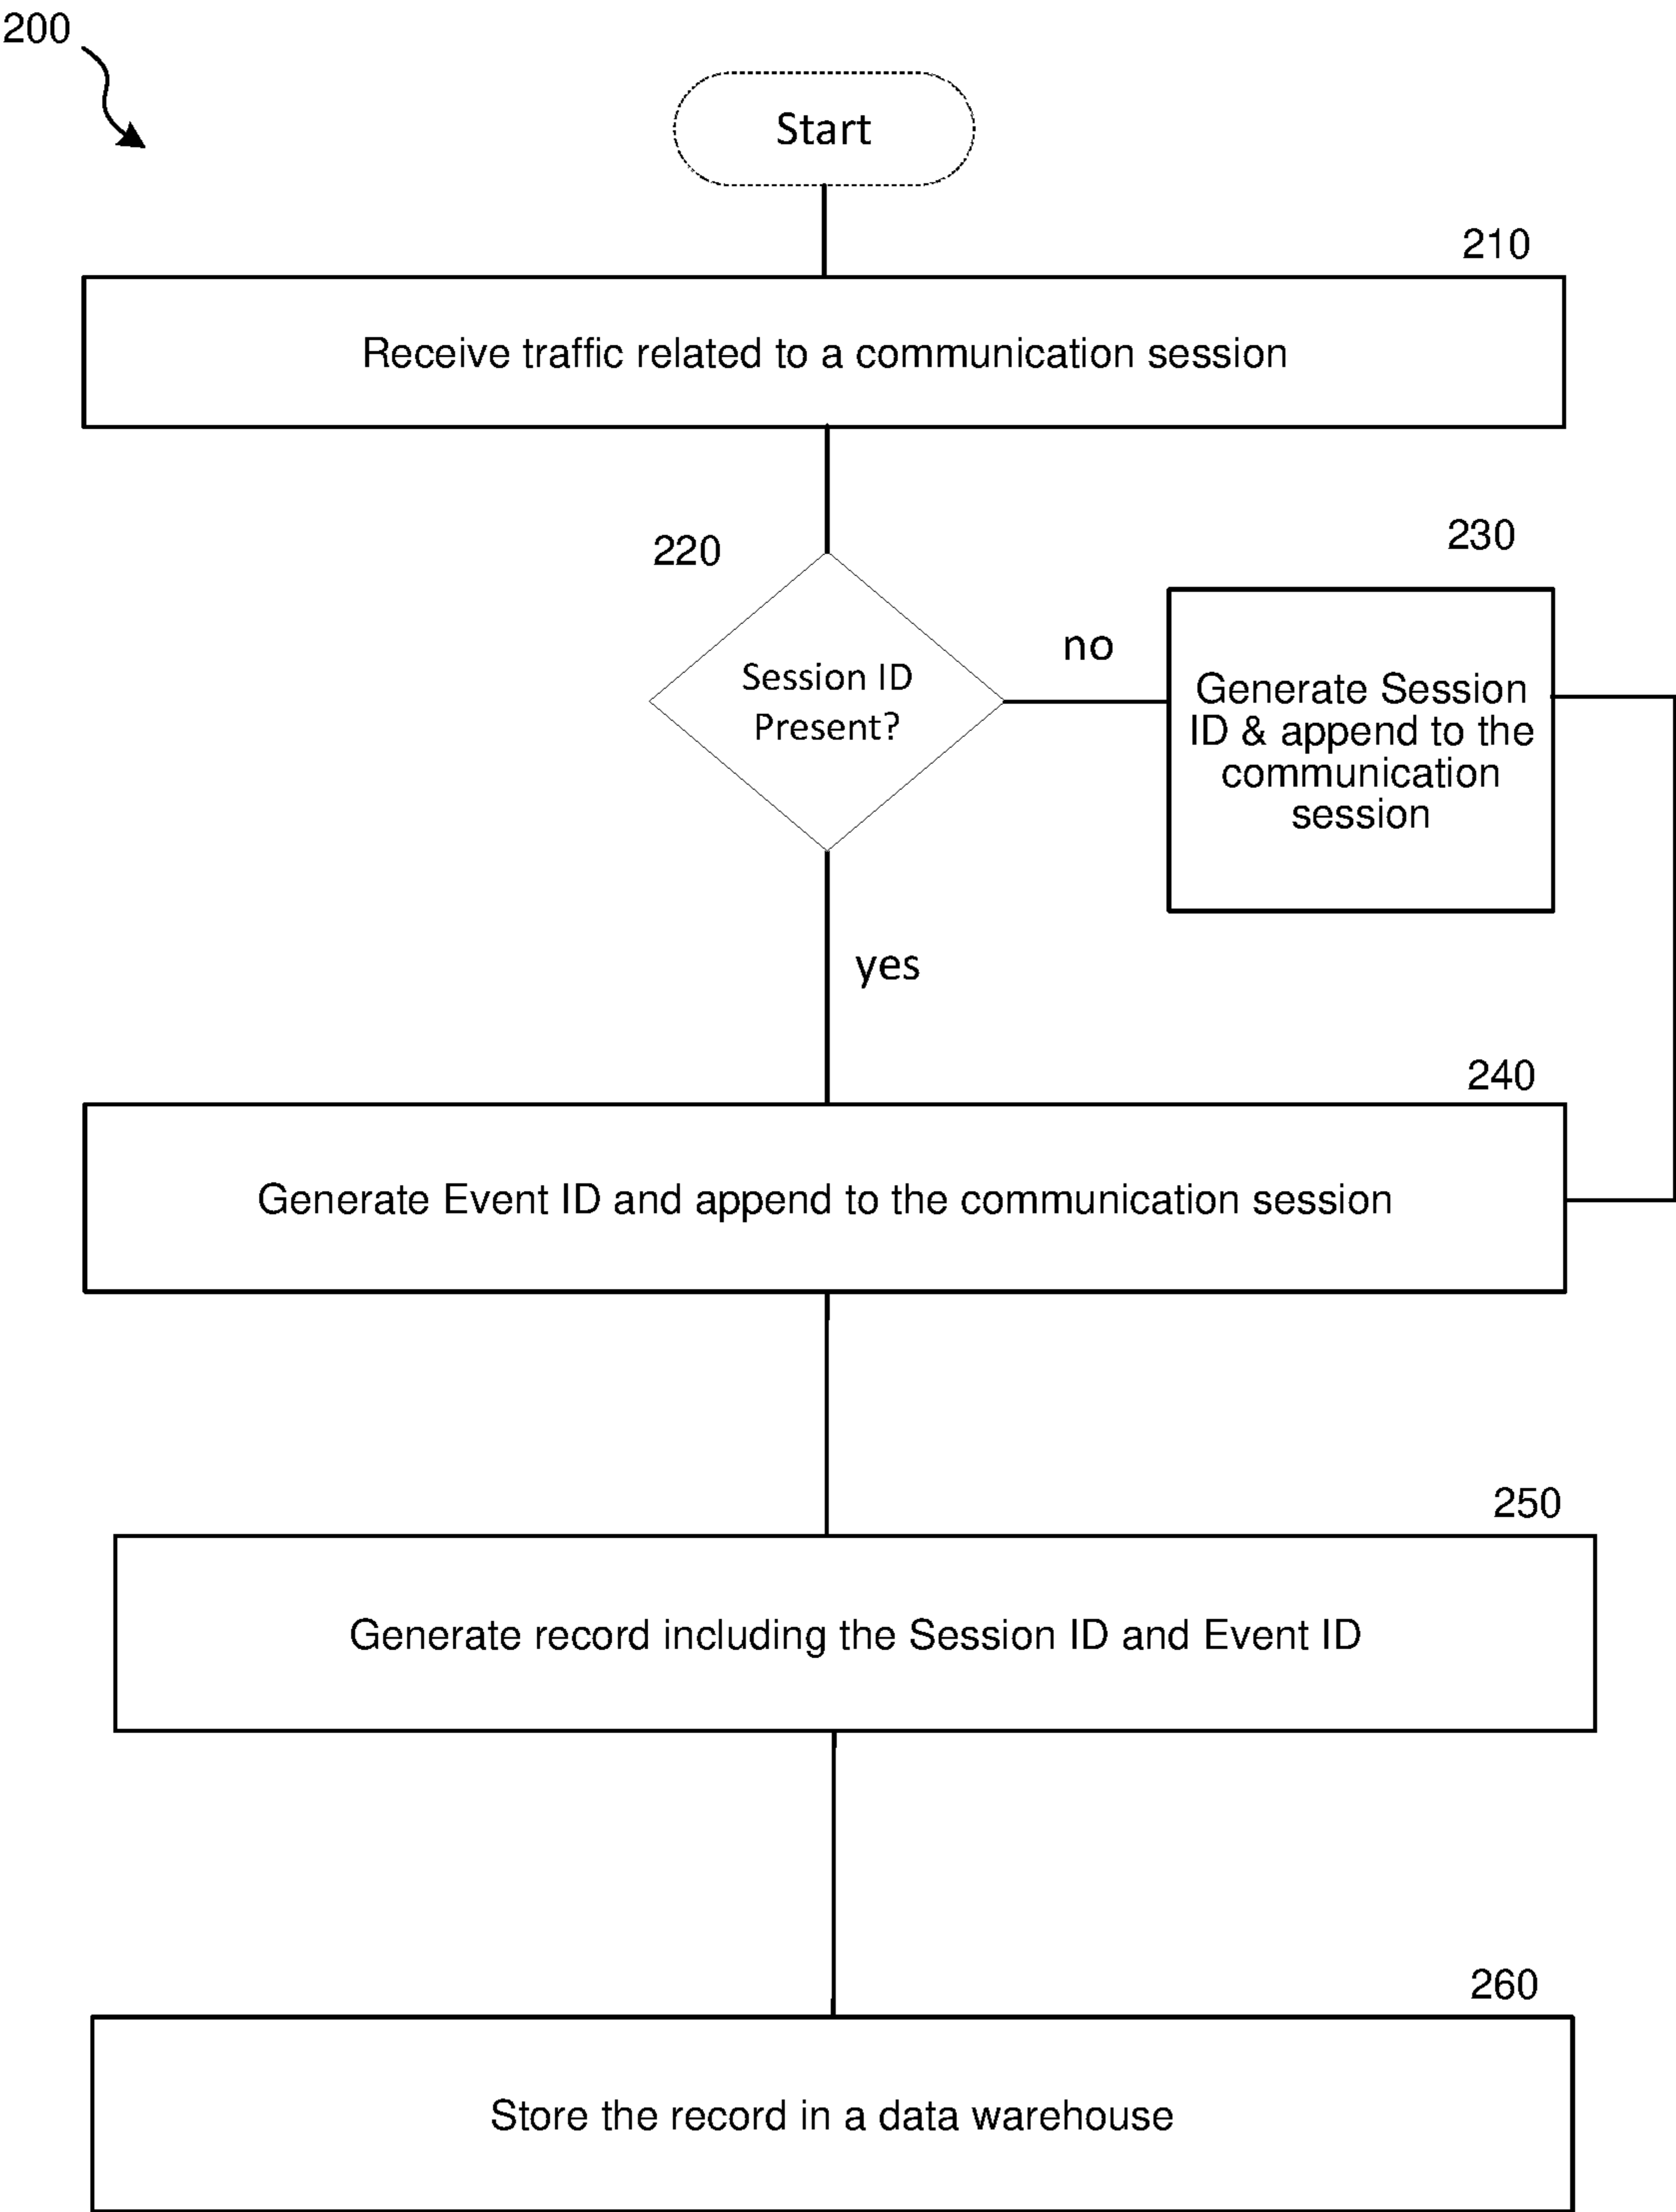 200
Start
210
Receive traffic related to a communication session
220
Session ID
Present?
no
230
Generate Session
ID & append to the
communication
session
yes
240
Generate Event ID and append to the communication session
250
Generate record including the Session ID and Event ID
260
Store the record in a data warehouse